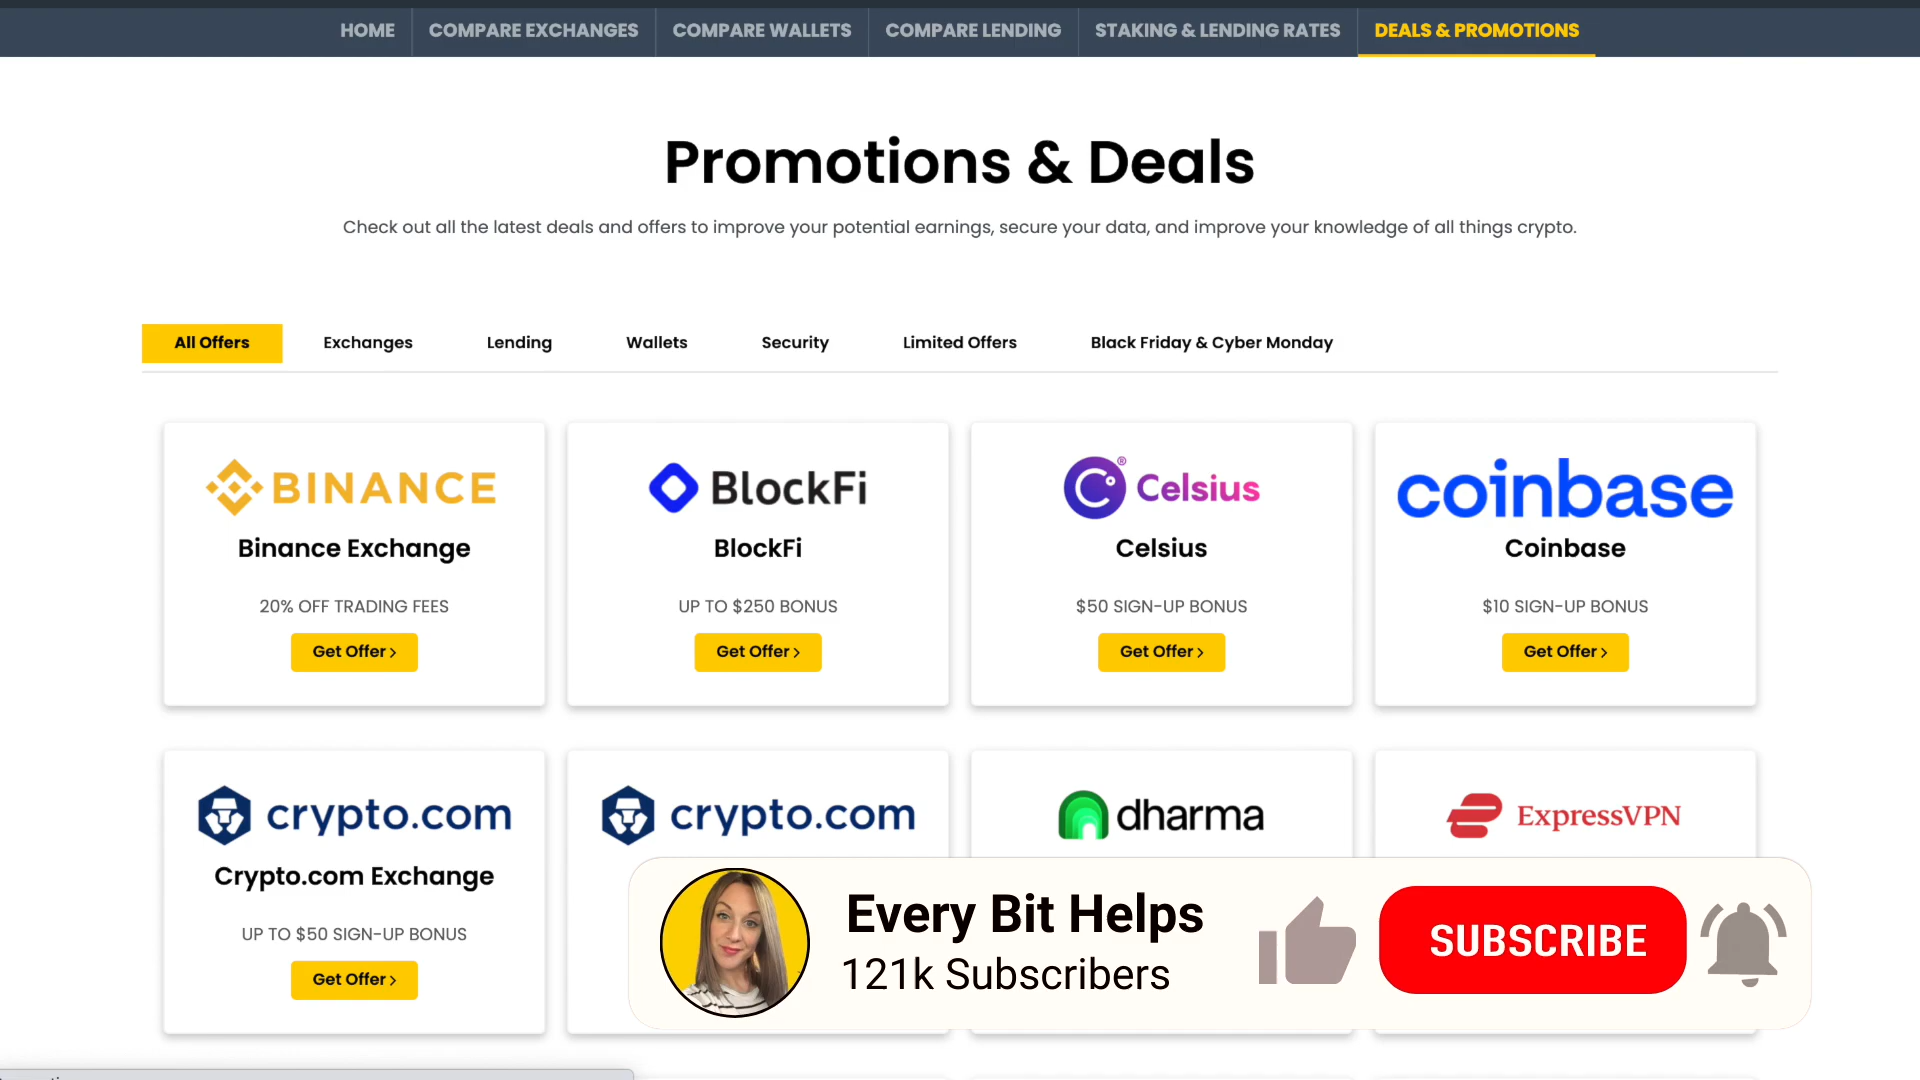 HOME COMPARE EXCHANGES COMPARE WALLETS COMPARE LENDING STAKING & LENDING RATES DEALS & PROMOTIONS
Promotions & Deals
Check out all the latest deals and offers to improve your potential earnings, secure your data, and improve your knowledge of all things crypto.
All Offers Exchanges Lending Wallets Security Limited Offers Black Friday & Cyber Monday
BINANCE
Binance Exchange
20% OFF TRADING FEES
Get Offer ›
BlockFi
BlockFi
UP TO $250 BONUS
Get Offer ›
Celsius®
Celsius
$50 SIGN-UP BONUS
Get Offer ›
coinbase
Coinbase
$10 SIGN-UP BONUS
Get Offer ›
crypto.com
Crypto.com Exchange
UP TO $50 SIGN-UP BONUS
Get Offer ›
crypto.com
dharma
ExpressVPN
Every Bit Helps
121k Subscribers
SUBSCRIBE